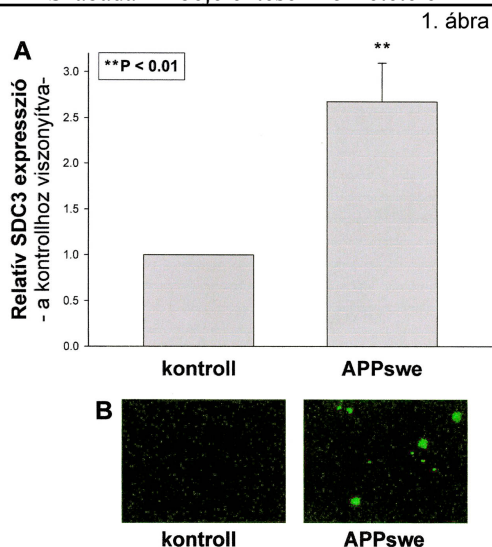 1. ábra
A
**P < 0.01
**
Relatív SDC3 expresszió
- a kontrollhoz viszonyítva-
3.0
2.5
2.0
1.5
1.0
0.5
0.0
kontroll
APPswe
B
kontroll
APPswe